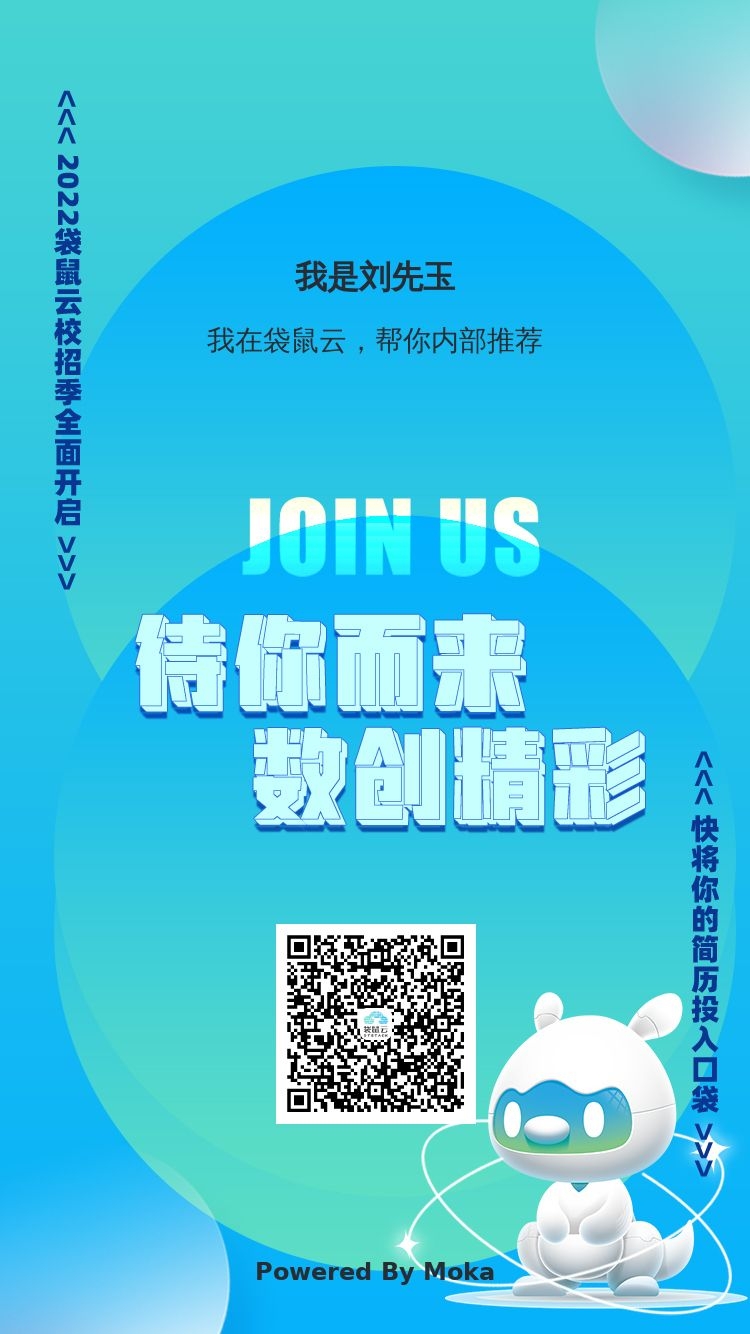 <<< 2022袋鼠云校招季全面开启 >>>
我是刘先玉
我在袋鼠云，帮你内部推荐
JOIN US
待你而来
数创精彩
<<< 快将你的简历投入口袋 >>>
袋鼠云
DTSTACK
Powered By Moka